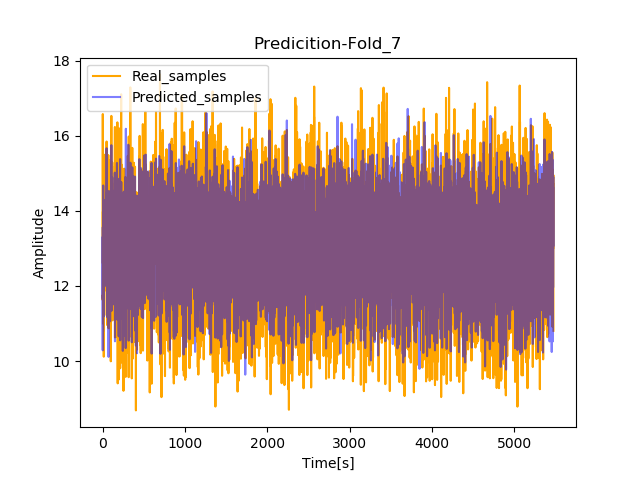 Predicition-Fold_7
Real_samples
Predicted_samples
18
16
14
12
10
Amplitude
0
1000
2000
3000
4000
5000
Time[s]